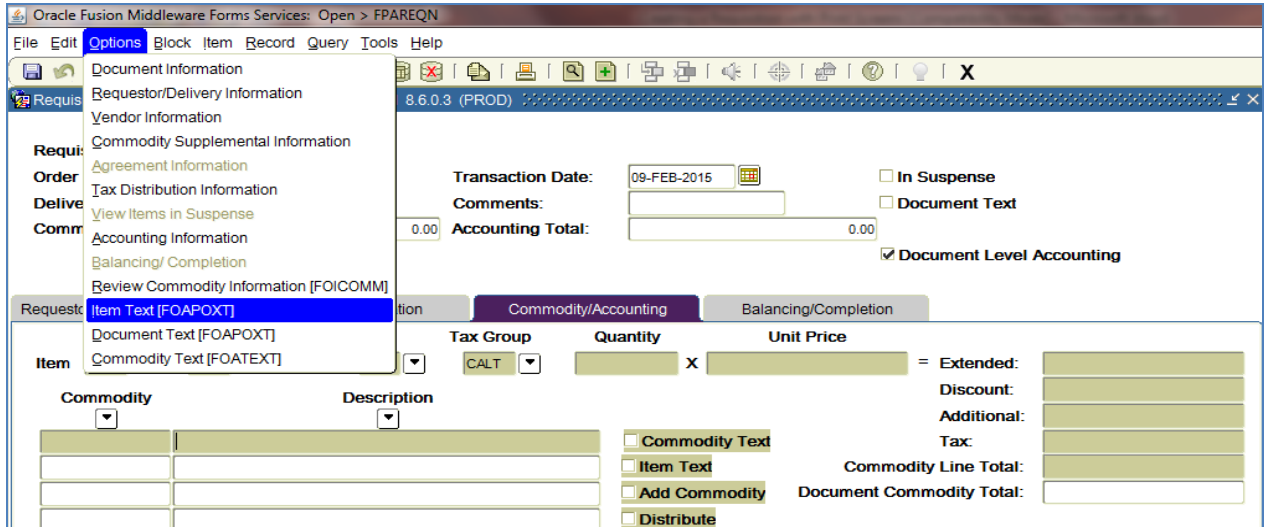 Oracle Fusion Middleware Forms Services: Open > FPAREQN
File Edit Options Block Item Record Query Tools Help
Document Information
X
Requestor/Delivery Information
8.6.0.3 (PROD)
Vendor Information
Commodity Supplemental Information
Agreement Information
Order Transaction Date: 09-FEB-2015 In Suspense
Tax Distribution Information
Comments: Document Text
View Items in Suspense
0.00 Accounting Total: 0.00
Accounting Information
Document Level Accounting
Balancing/ Completion
Review Commodity Information [FOICOMM]
Item Text [FOAPOXT]
Commodity/Accounting Balancing/Completion
Document Text [FOAPOXT]
Tax Group Quantity Unit Price
Commodity Text [FOATEXT]
Item CALT X = Extended:
Discount:
Commodity Description
Additional:
Commodity Text Tax:
Item Text Commodity Line Total:
Add Commodity Document Commodity Total:
Distribute